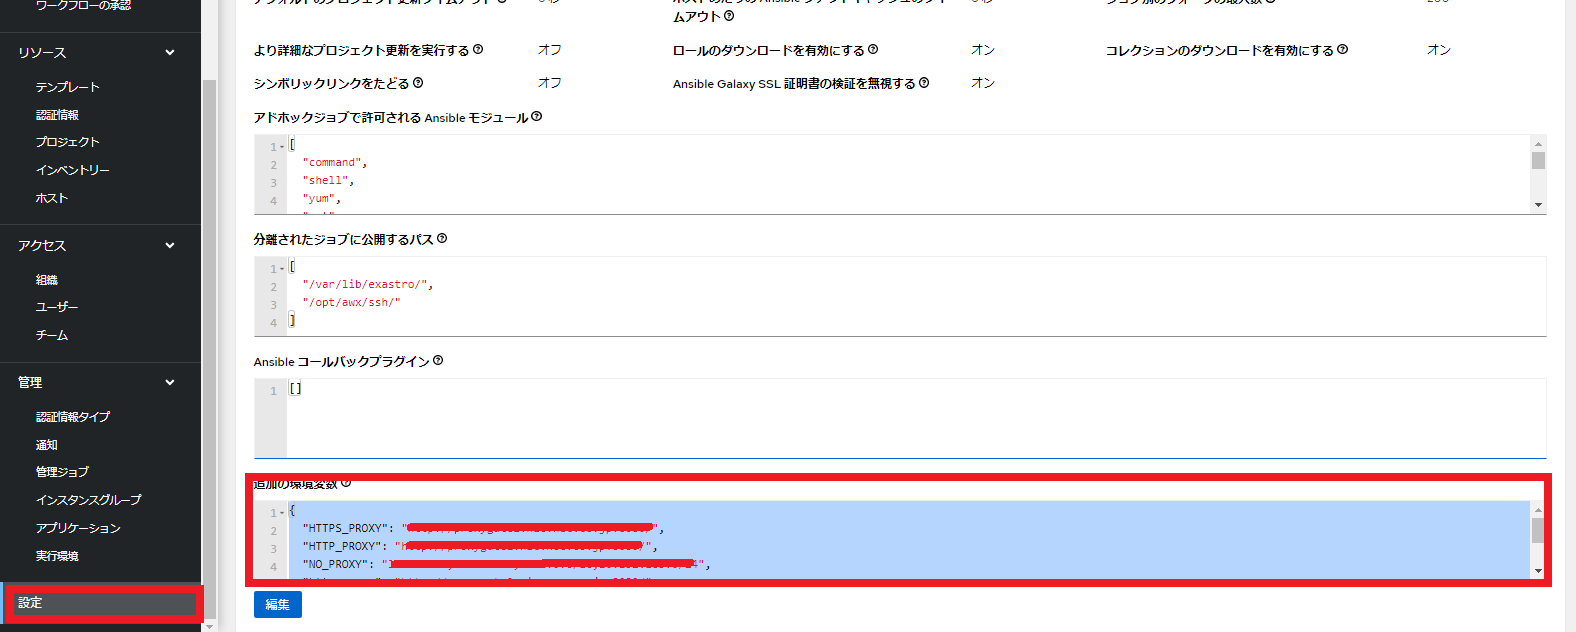 ワークフローの承認
リソース
テンプレート
認証情報
プロジェクト
インベントリー
ホスト
アクセス
組織
ユーザー
チーム
管理
認証情報タイプ
通知
管理ジョブ
インスタンスグループ
アプリケーション
実行環境
設定
ムアウト
より詳細なプロジェクト更新を実行する オフ ロールのダウンロードを有効にする オン コレクションのダウンロードを有効にする オン
シンボリックリンクをたどる オフ Ansible Galaxy SSL 証明書の検証を無視する オン
アドホックジョブで許可される Ansible モジュール
1 [
2 "command",
3 "shell",
4 "yum",
分離されたジョブに公開するパス
1 [
2 "/var/lib/exastro/",
3 "/opt/awx/ssh/"
4 ]
Ansible コールバックプラグイン
1 []
追加の環境変数
1 {
2 "HTTPS_PROXY": "
3 "HTTP_PROXY": "
4 "NO_PROXY": "
編集